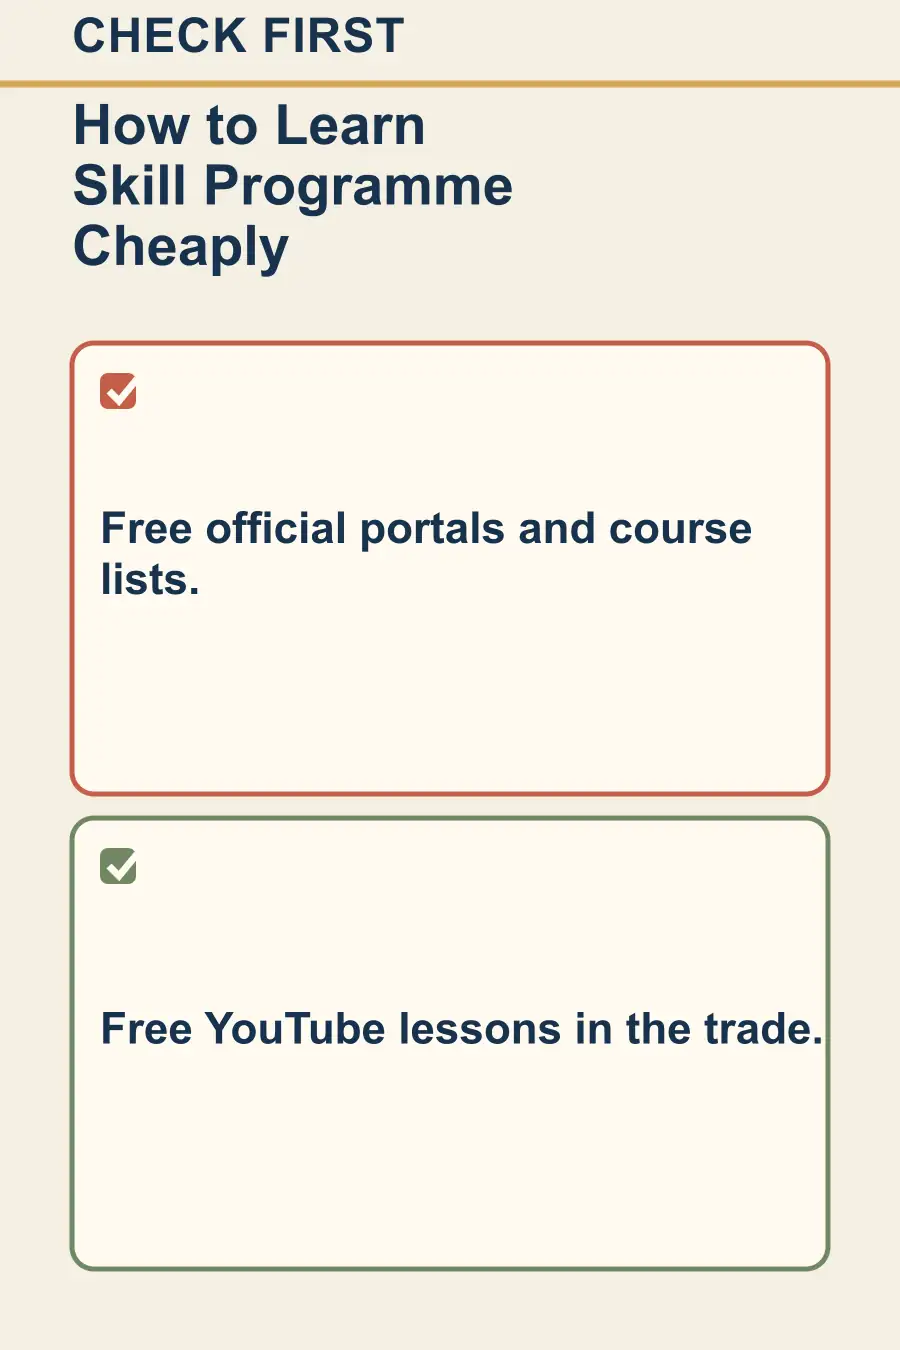 CHECK FIRST
How to Learn
Skill Programme
Cheaply
Free official portals and course
lists.
Free YouTube lessons in the trade.